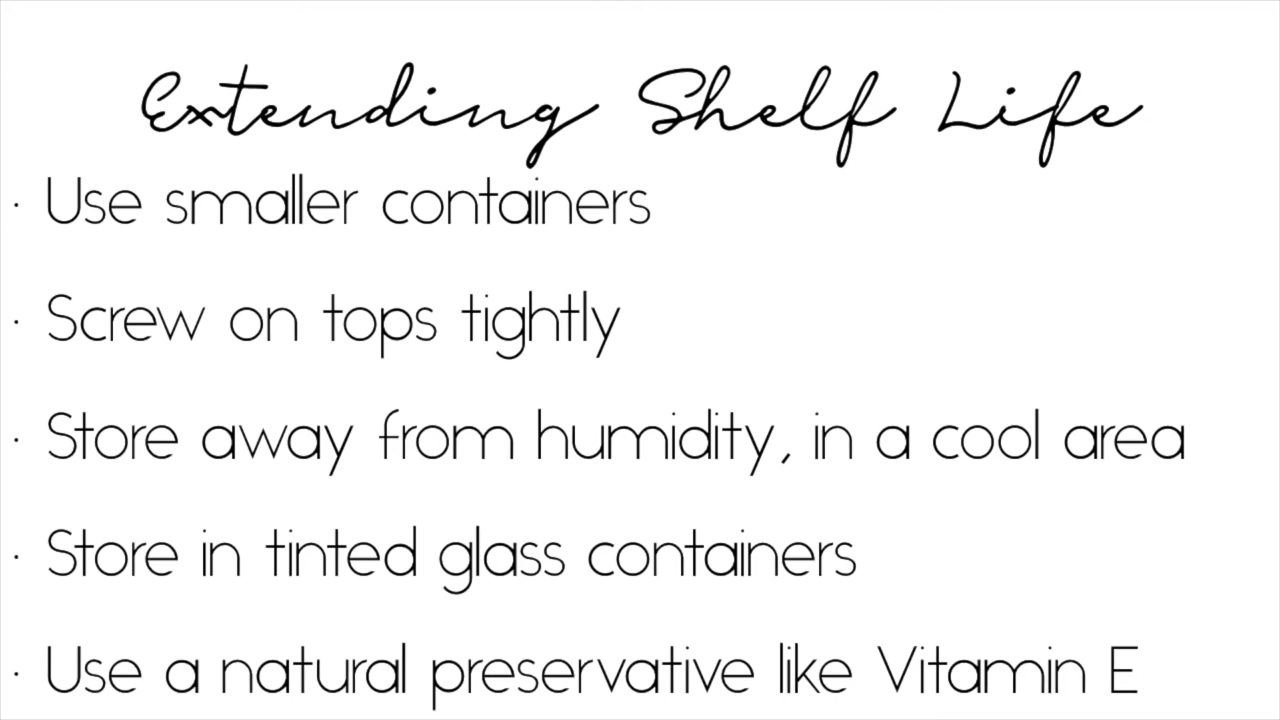 Extending Shelf Life
· Use smaller containers
· Screw on tops tightly
· Store away from humidity, in a cool area
· Store in tinted glass containers
· Use a natural preservative like Vitamin E